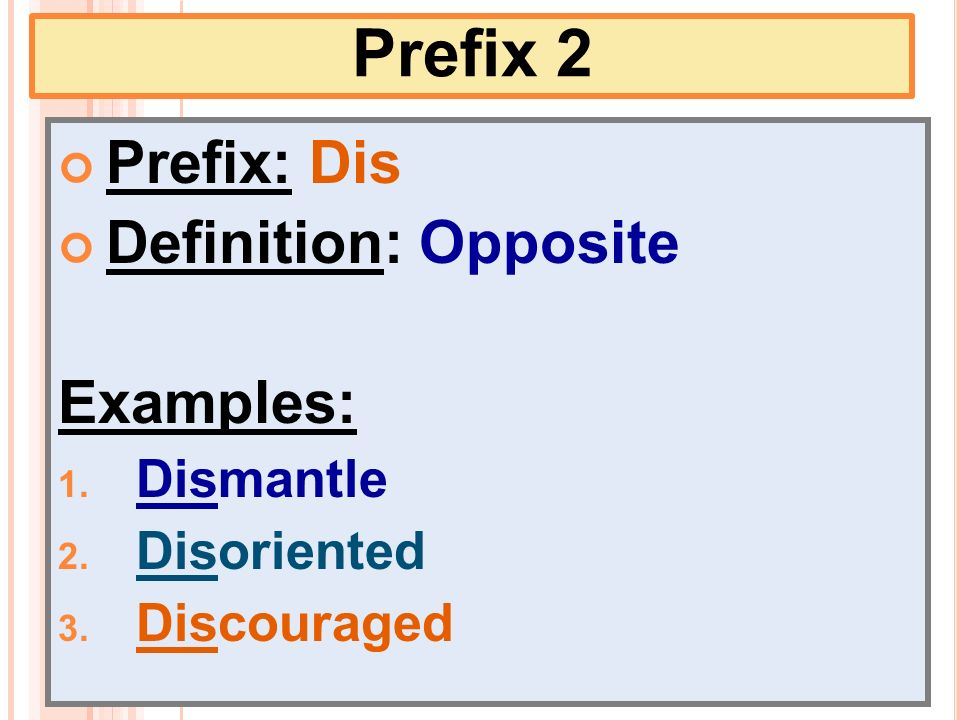 Prefix 2
Prefix: Dis
Definition: Opposite
Examples:
1. Dismantle
2. Disoriented
3. Discouraged